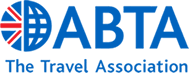 ABTA
The Travel Association